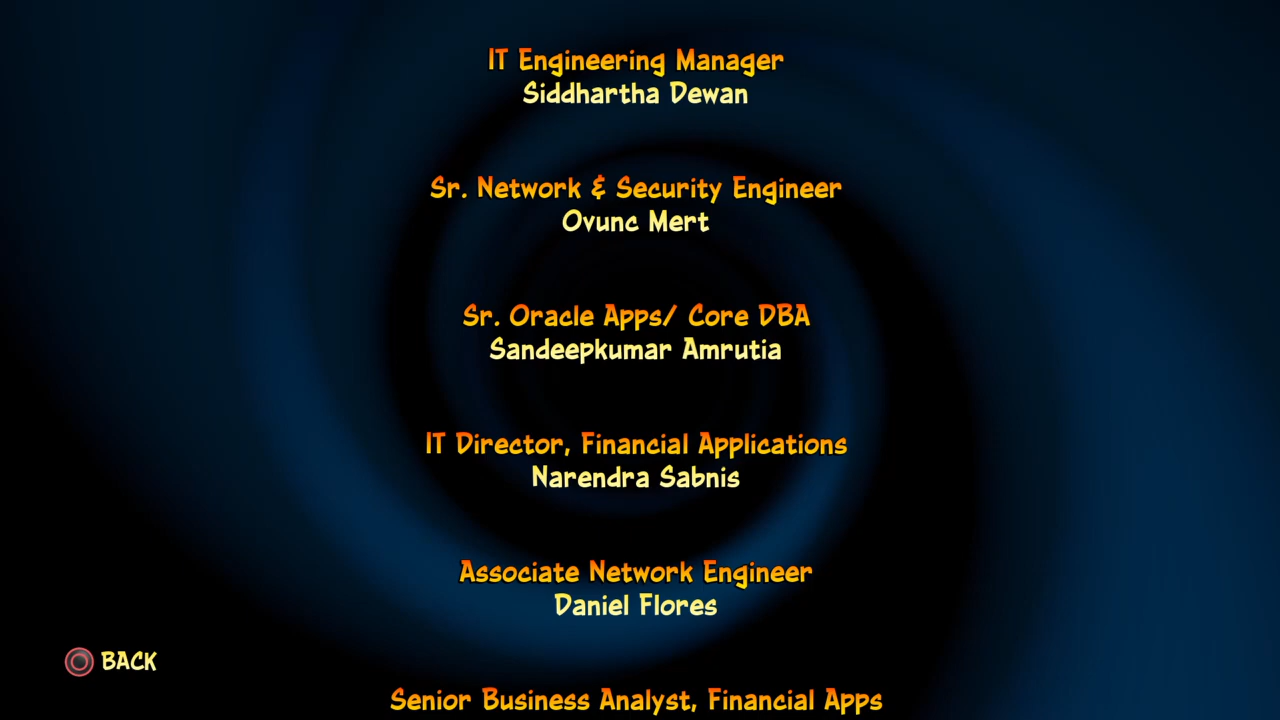 IT Engineering Manager
Siddhartha Dewan
Sr. Network & Security Engineer
Ovunc Mert
Sr. Oracle Apps/ Core DBA
Sandeepkumar Amrutia
IT Director, Financial Applications
Narendra Sabnis
Associate Network Engineer
Daniel Flores
BACK
Senior Business Analyst, Financial Apps